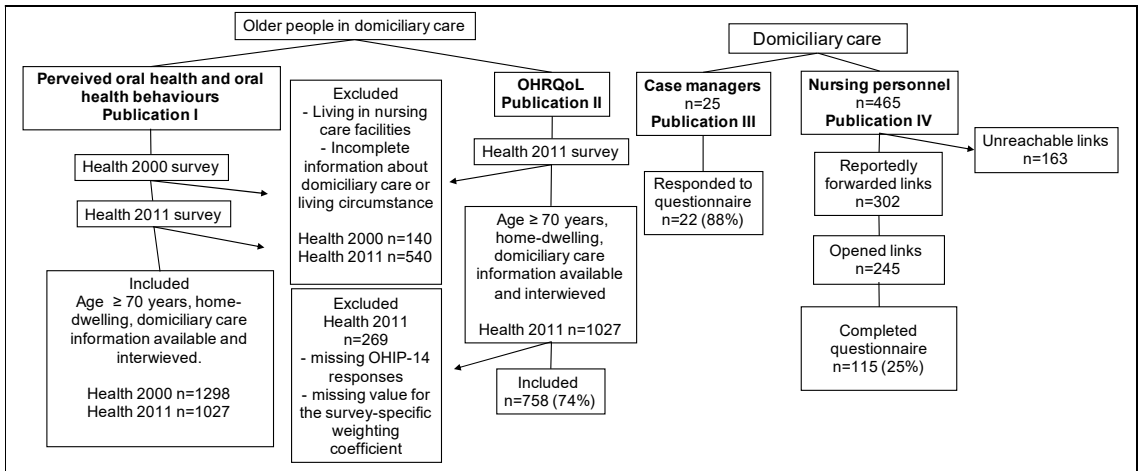 Older people in domiciliary care
Perveived oral health and oral
health behaviours
Publication I
Health 2000 survey
Health 2011 survey
Included
Age ≥ 70 years, home-
dwelling, domiciliary care
information available and
interwieved.
Health 2000 n=1298
Health 2011 n=1027
Excluded
- Living in nursing
care facilities
- Incomplete
information about
domiciliary care or
living circumstance
Health 2000 n=140
Health 2011 n=540
Excluded
Health 2011
n=269
- missing OHIP-14
responses
- missing value for
the survey-specific
weighting
coefficient
OHRQoL
Publication II
Health 2011 survey
Age ≥ 70 years,
home-dwelling,
domiciliary care
information available
and interwieved
Health 2011 n=1027
Included
n=758 (74%)
Domiciliary care
Case managers
n=25
Publication III
Responded to
questionnaire
n=22 (88%)
Nursing personnel
n=465
Publication IV
Unreachable links
n=163
Reportedly
forwarded links
n=302
Opened links
n=245
Completed
questionnaire
n=115 (25%)